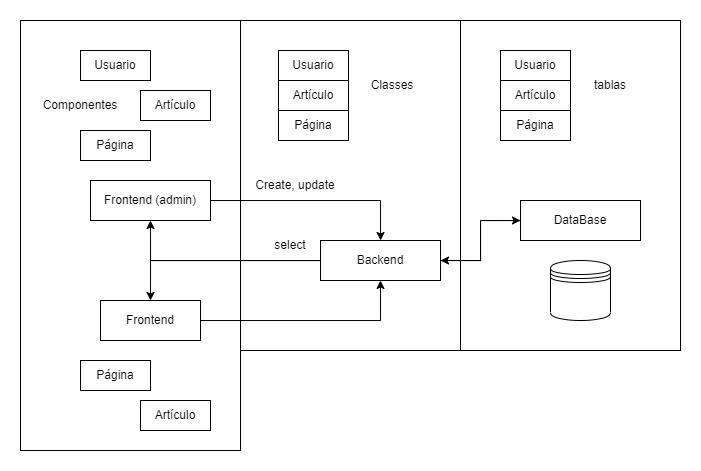 Usuario
Componentes
Artículo
Página
Frontend (admin)
Frontend
Página
Artículo
Usuario
Artículo
Página
Classes
Create, update
select
Backend
Usuario
Artículo
Página
tablas
DataBase